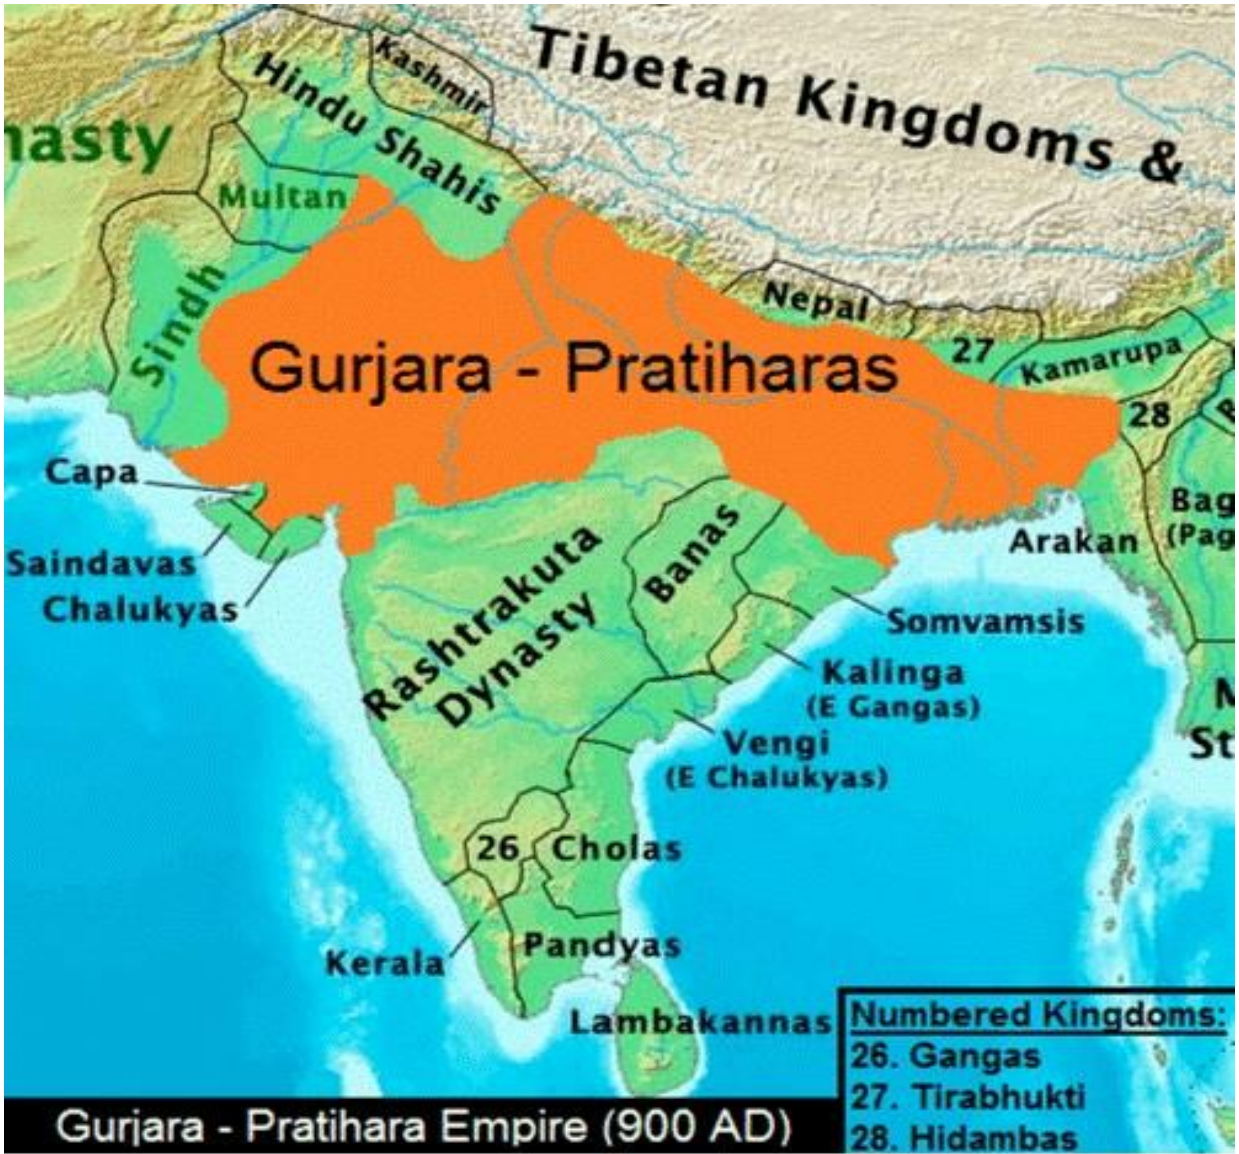 Tibetan Kingdoms &
Kashmir
Hindu Shahis
nasty
Multan
Sindh
Nepal
27
Kamarupa
Gurjara - Pratiharas
28
Capa
Saindavas
Chalukyas
Bag
(Pag
Arakan
Rashtrakuta
Dynasty
Banas
Somvamsis
Kalinga
(E Gangas)
Vengi
(E Chalukyas)
M
St
26
Cholas
Kerala
Pandyas
Lambakannas
Numbered Kingdoms:
26. Gangas
27. Tirabhukti
28. Hidambas
Gurjara - Pratihara Empire (900 AD)